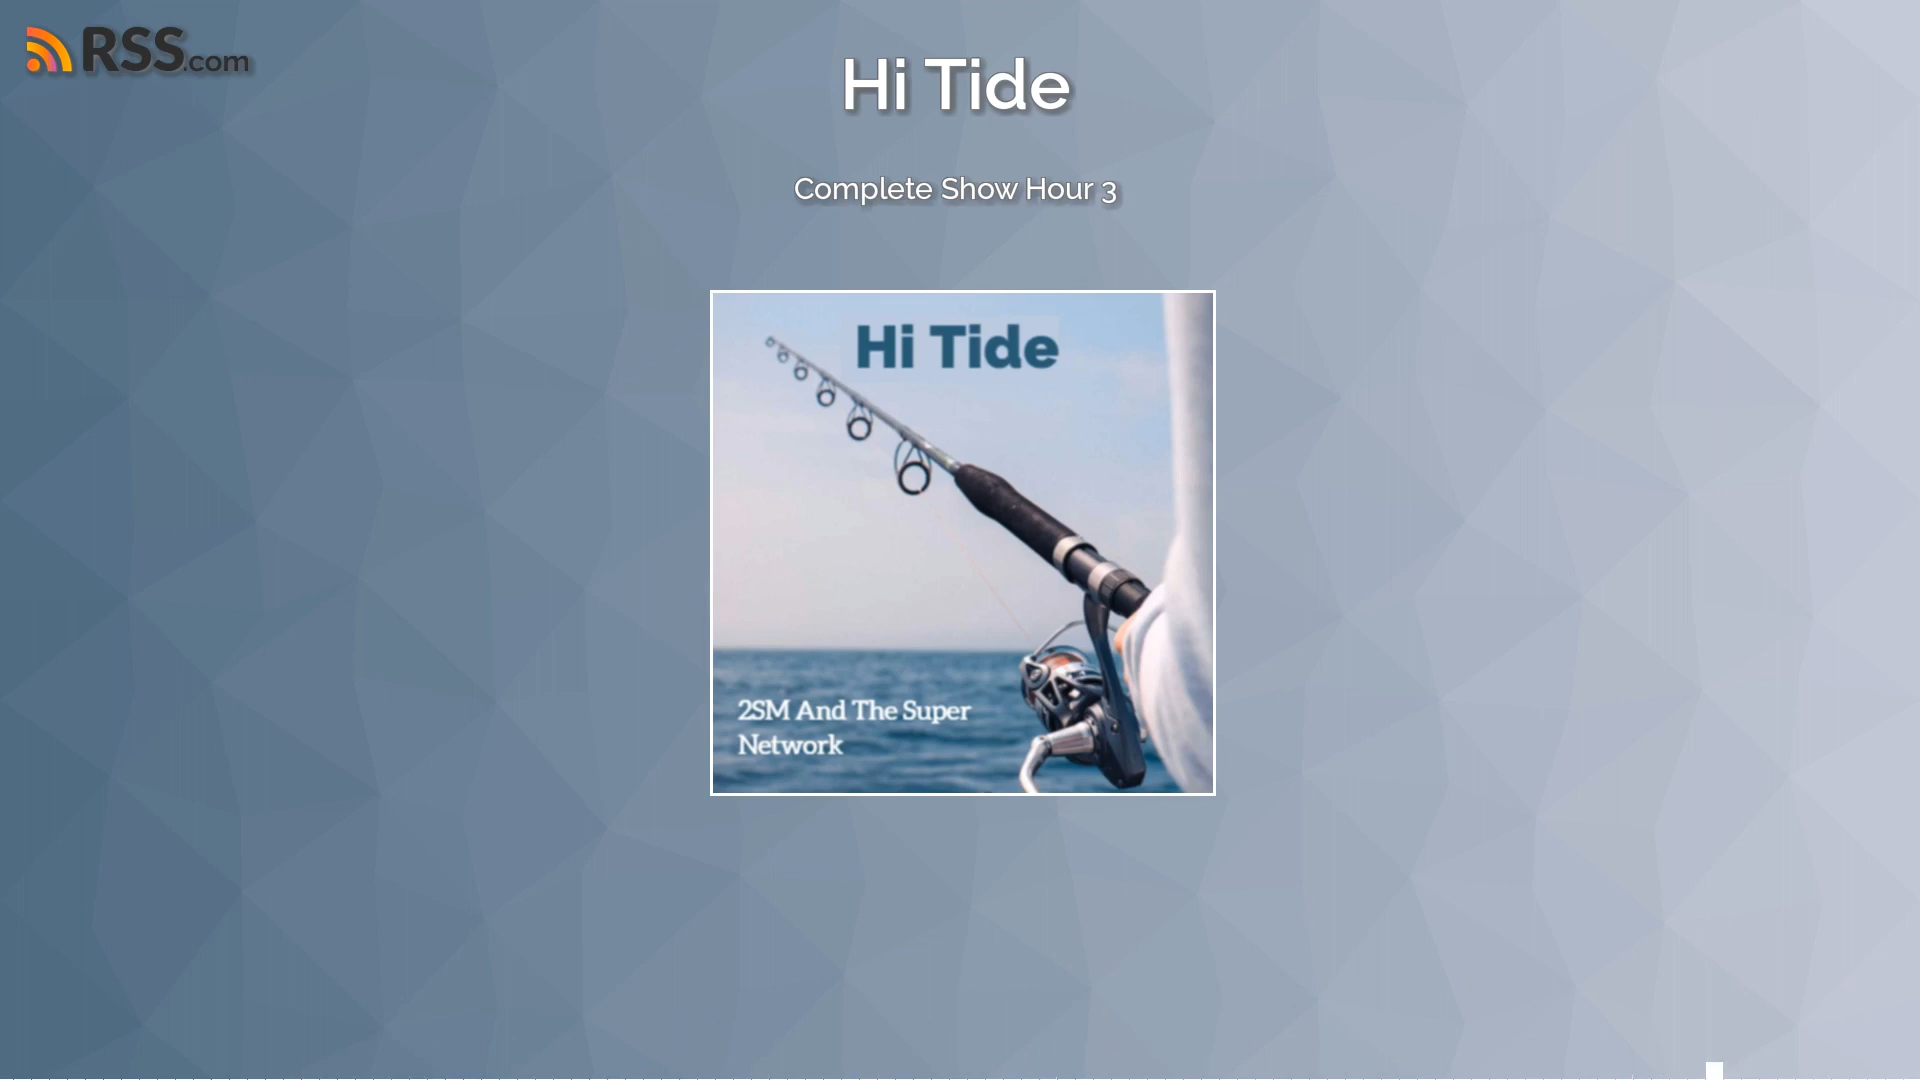 RSS.com
Hi Tide
Complete Show Hour 3
Hi Tide
2SM And The Super
Network